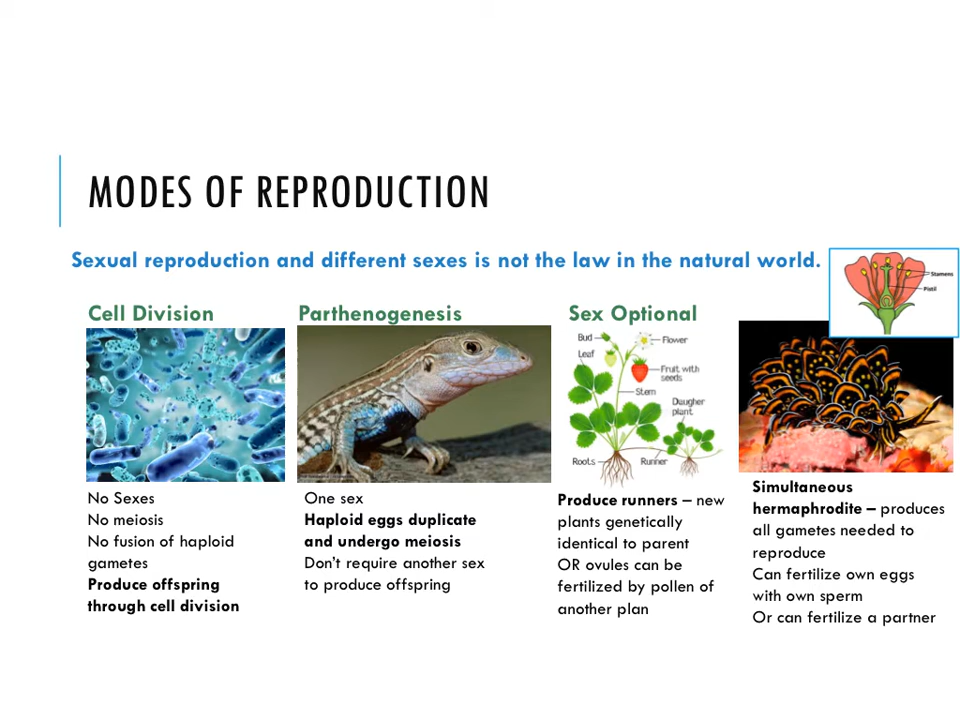 MODES OF REPRODUCTION
Sexual reproduction and different sexes is not the law in the natural world.
Stamens
Pistil
Cell Division
No Sexes
No meiosis
No fusion of haploid
gametes
Produce offspring
through cell division
Parthenogenesis
One sex
Haploid eggs duplicate
and undergo meiosis
Don't require another sex
to produce offspring
Sex Optional
Bud
Flower
Leaf
Fruit with
seeds
Stem
Daugher
plant
Roots
Runner
Produce runners – new
plants genetically
identical to parent
OR ovules can be
fertilized by pollen of
another plan
Simultaneous
hermaphrodite – produces
all gametes needed to
reproduce
Can fertilize own eggs
with own sperm
Or can fertilize a partner